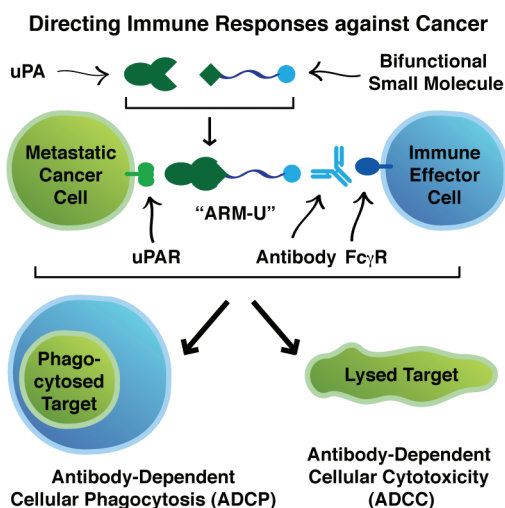 Directing Immune Responses against Cancer
uPA
Bifunctional
Small Molecule
Metastatic
Cancer
Cell
"ARM-U"
Immune
Effector
Cell
uPAR
Antibody
FcγR
Phago-
cytosed
Target
Lysed Target
Antibody-Dependent
Cellular Phagocytosis (ADCP)
Antibody-Dependent
Cellular Cytotoxicity
(ADCC)